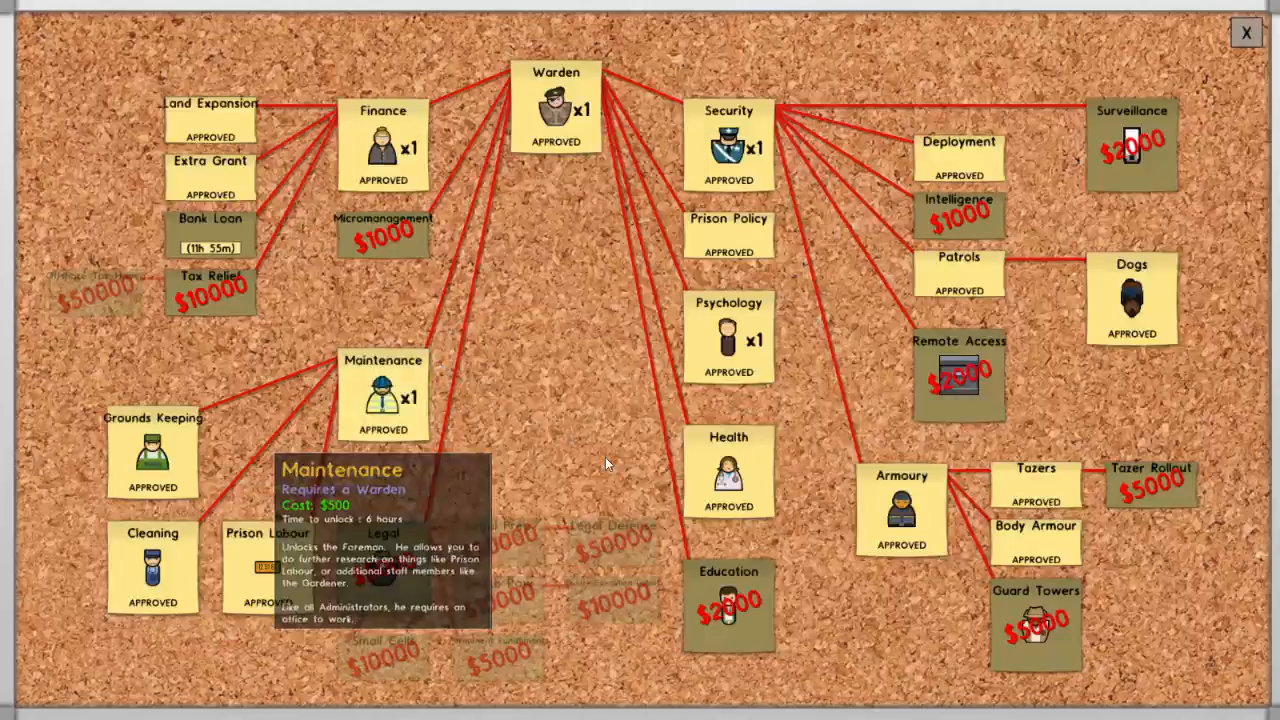 X
Warden
x1
APPROVED
Land Expansion
APPROVED
Finance
x1
APPROVED
Extra Grant
APPROVED
Bank Loan
(11h 55m)
Micromanagement
$1000
$50000
Tax Relief
$10000
Security
x1
APPROVED
Deployment
APPROVED
Surveillance
$2000
Intelligence
$1000
Prison Policy
APPROVED
Patrols
APPROVED
Dogs
APPROVED
Psychology
x1
APPROVED
Remote Access
$2000
Maintenance
x1
APPROVED
Grounds Keeping
APPROVED
Health
APPROVED
Armoury
APPROVED
Tazers
APPROVED
Tazer Rollout
$5000
Body Armour
APPROVED
Guard Towers
$5000
Cleaning
APPROVED
Prison Labour
APPROVED
Legal
Maintenance
Requires a Warden
Cost: $500
Time to unlock : 6 hours
Unlocks the Foreman. He allows you to
do further research on things like Prison
Labour, or additional staff members like
the Gardener.
Like all Administrators, he requires an
office to work.
Legal Defense
$50000
$10000
Education
$2000
Small Cells
$10000
$5000